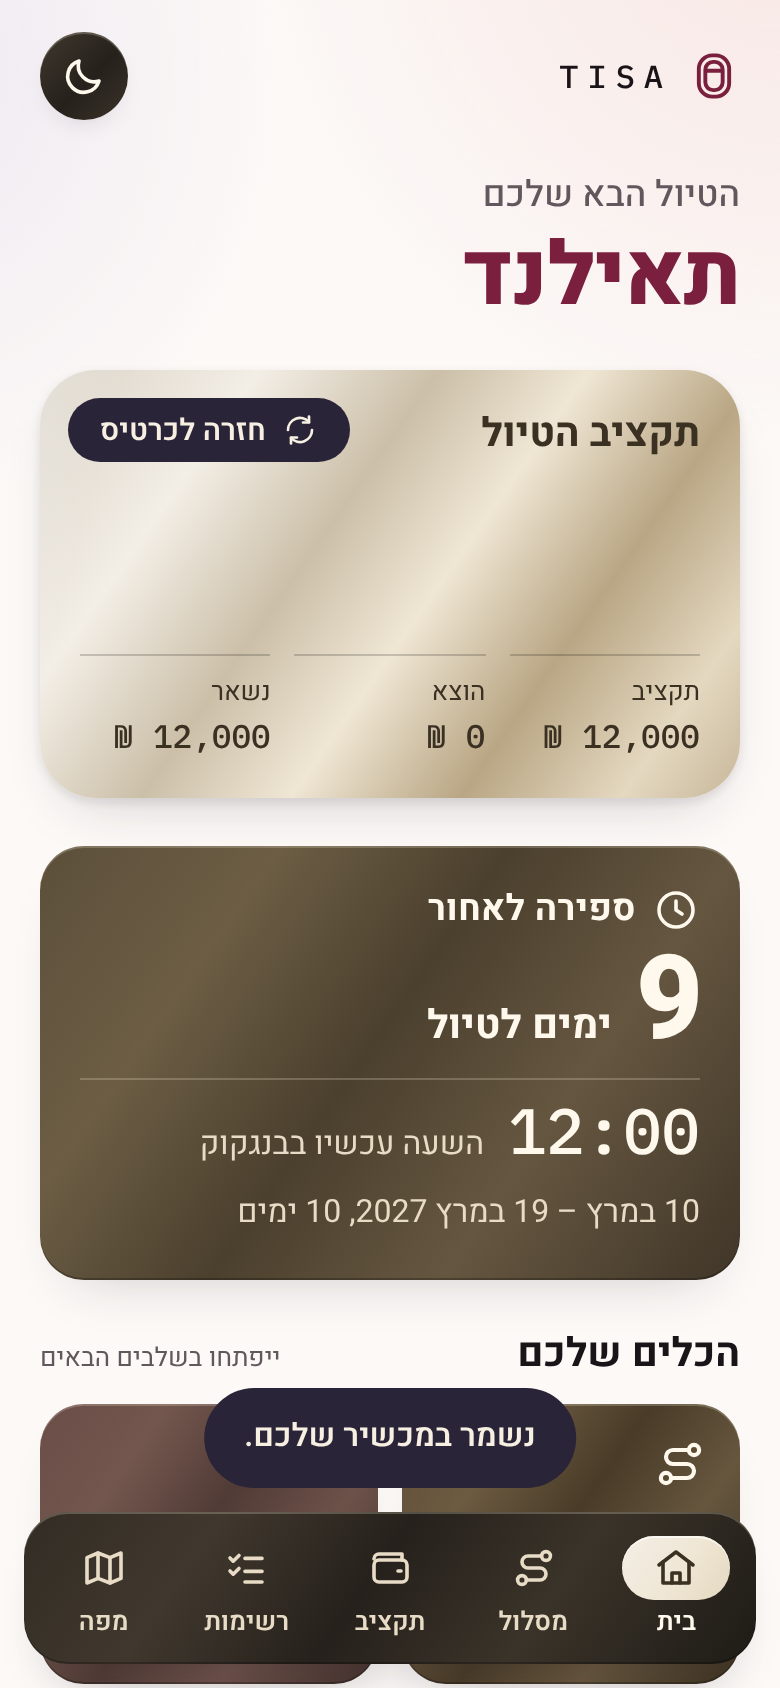 TISA
הטיול הבא שלכם
תאילנד
תקציב הטיול
חזרה לכרטיס
תקציב
12,000 ₪
הוצא
0 ₪
נשאר
12,000 ₪
ספירה לאחור
9 ימים לטיול
12:00 השעה עכשיו בבנגקוק
10 במרץ – 19 במרץ 2027, 10 ימים
הכלים שלכם
ייפתחו בשלבים הבאים
נשמר במכשיר שלכם.
בית
מסלול
תקציב
רשימות
מפה